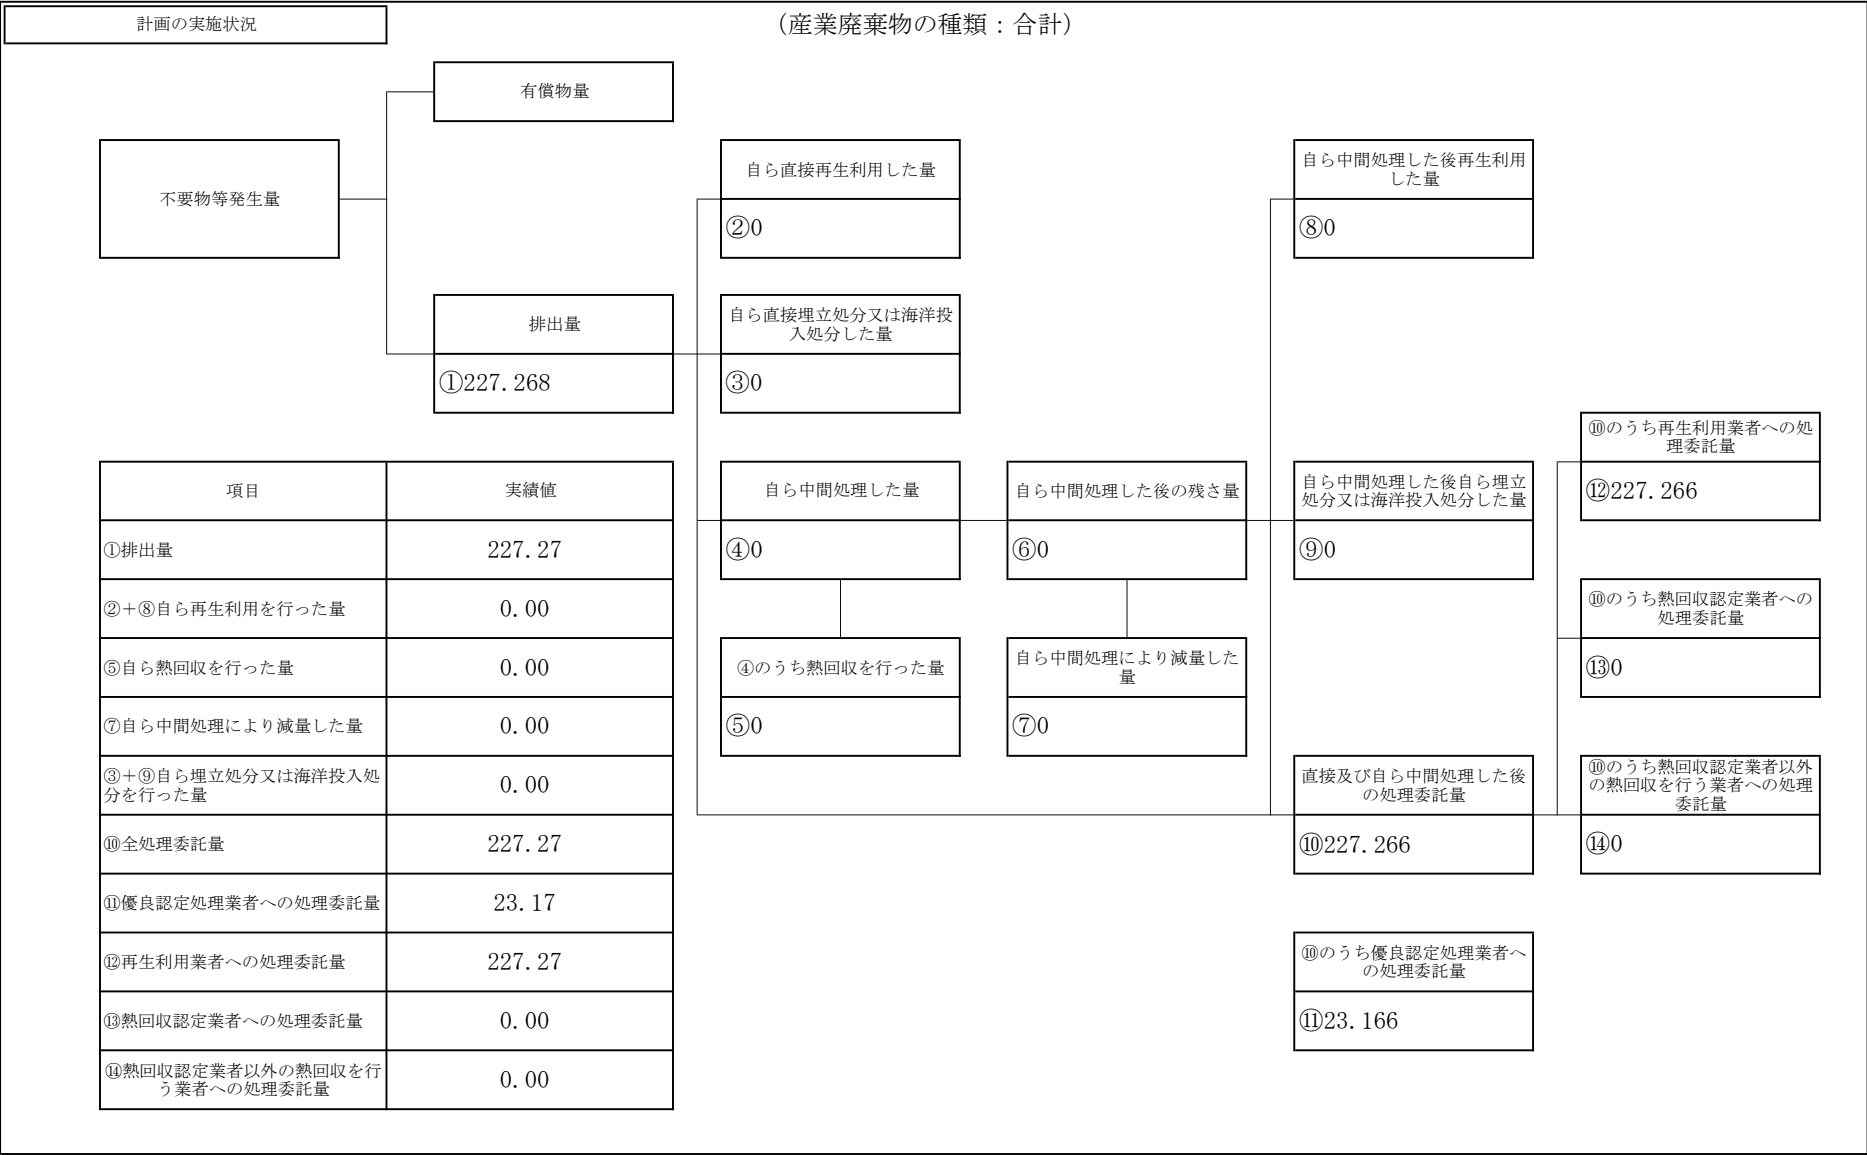 計画の実施状況
（産業廃棄物の種類：合計）
有償物量
不要物等発生量
排出量
①227.268
自ら直接再生利用した量
②0
自ら直接埋立処分又は海洋投
入処分した量
③0
自ら中間処理した量
④0
④のうち熱回収を行った量
⑤0
自ら中間処理した後の残さ量
⑥0
自ら中間処理により減量した
量
⑦0
自ら中間処理した後再生利用
した量
⑧0
自ら中間処理した後自ら埋立
処分又は海洋投入処分した量
⑨0
直接及び自ら中間処理した後
の処理委託量
⑩227.266
⑩のうち優良認定処理業者へ
の処理委託量
⑪23.166
⑩のうち再生利用業者への処
理委託量
⑫227.266
⑩のうち熱回収認定業者への
処理委託量
⑬0
⑩のうち熱回収認定業者以外
の熱回収を行う業者への処理
委託量
⑭0
項目 実績値
①排出量 227.27
②＋⑧自ら再生利用を行った量 0.00
⑤自ら熱回収を行った量 0.00
⑦自ら中間処理により減量した量 0.00
③＋⑨自ら埋立処分又は海洋投入処
分を行った量 0.00
⑩全処理委託量 227.27
⑪優良認定処理業者への処理委託量 23.17
⑫再生利用業者への処理委託量 227.27
⑬熱回収認定業者への処理委託量 0.00
⑭熱回収認定業者以外の熱回収を行
う業者への処理委託量 0.00